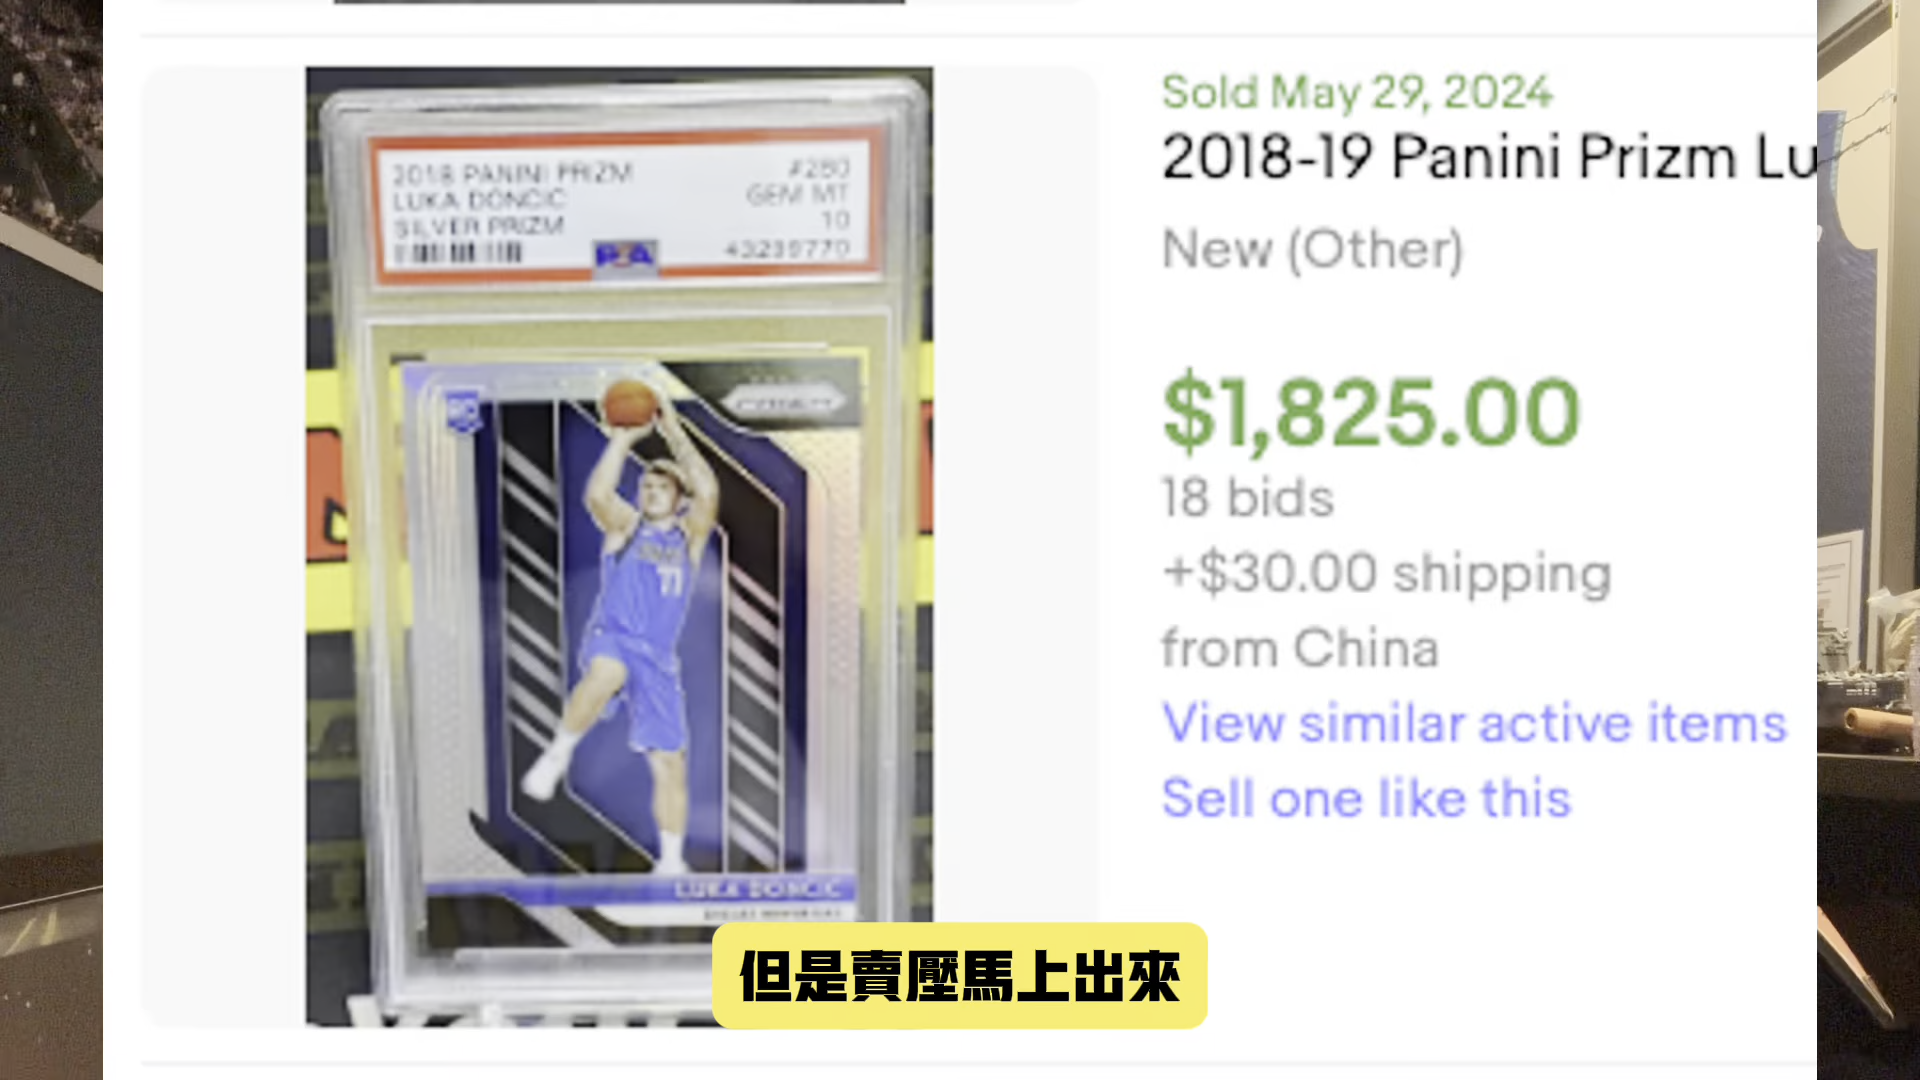 2018 PANINI PRIZM #280
LUKA DONCIC GEM MT
SILVER PRIZM 10
PSA 43239770
LUKA DONCIC
Sold May 29, 2024
2018-19 Panini Prizm Lu
New (Other)
$1,825.00
18 bids
+$30.00 shipping
from China
View similar active items
Sell one like this
但是賣壓馬上出來